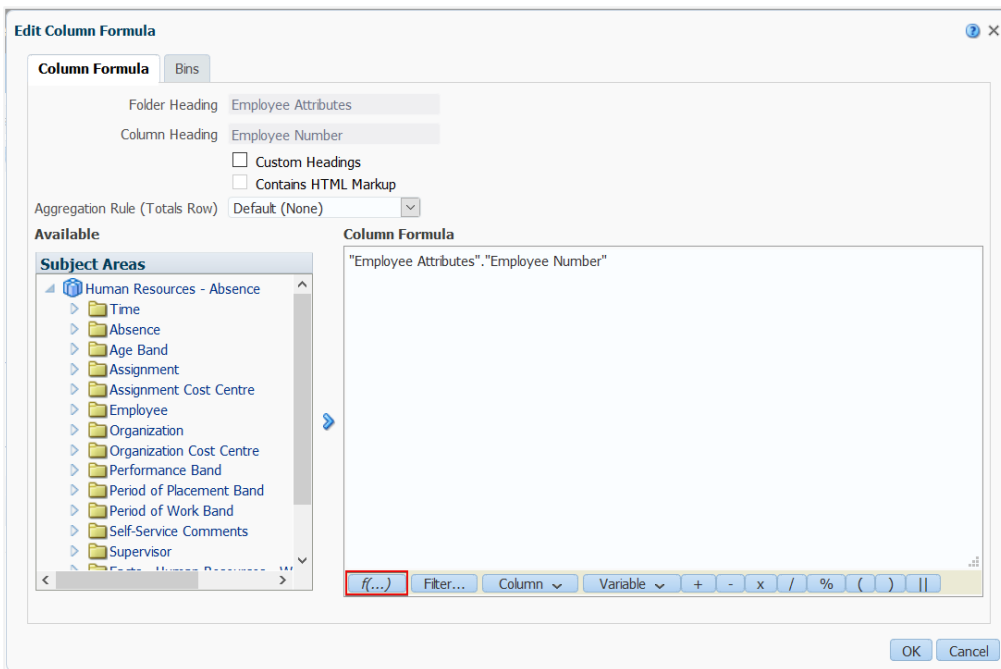 Edit Column Formula
Column Formula Bins
Folder Heading Employee Attributes
Column Heading Employee Number
Custom Headings
Contains HTML Markup
Aggregation Rule (Totals Row) Default (None)
Available Column Formula
Subject Areas
"Employee Attributes"."Employee Number"
Human Resources - Absence
Time
Absence
Age Band
Assignment
Assignment Cost Centre
Employee
Organization
Organization Cost Centre
Performance Band
Period of Placement Band
Period of Work Band
Self-Service Comments
Supervisor
f(...) Filter... Column Variable + - x / % ( ) ||
OK Cancel